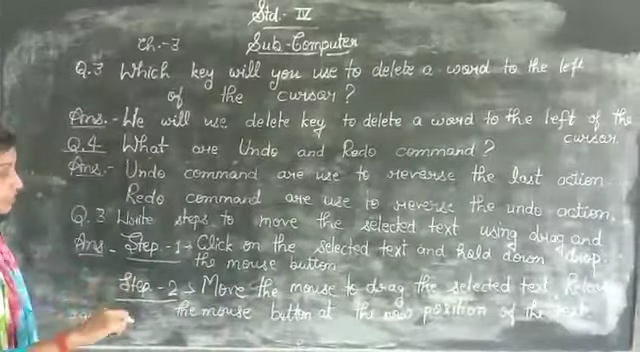 Std.- IV
Ch.-3 Sub-Computer
Q.3 Which key will you use to delete a word to the left
of the cursor?
Ans.- We will use delete key to delete a word to the left of the
cursor.
Q.4 What are Undo and Redo command?
Ans.- Undo command are use to reverse the last action.
Redo command are use to reverse the undo action.
Q.3 Write steps to move the selected text using drag and
drop.
Ans - Step-1→ Click on the selected text and hold down
the mouse button
Step-2→ Move the mouse to drag the selected text.
the mouse button at the new position of the text.